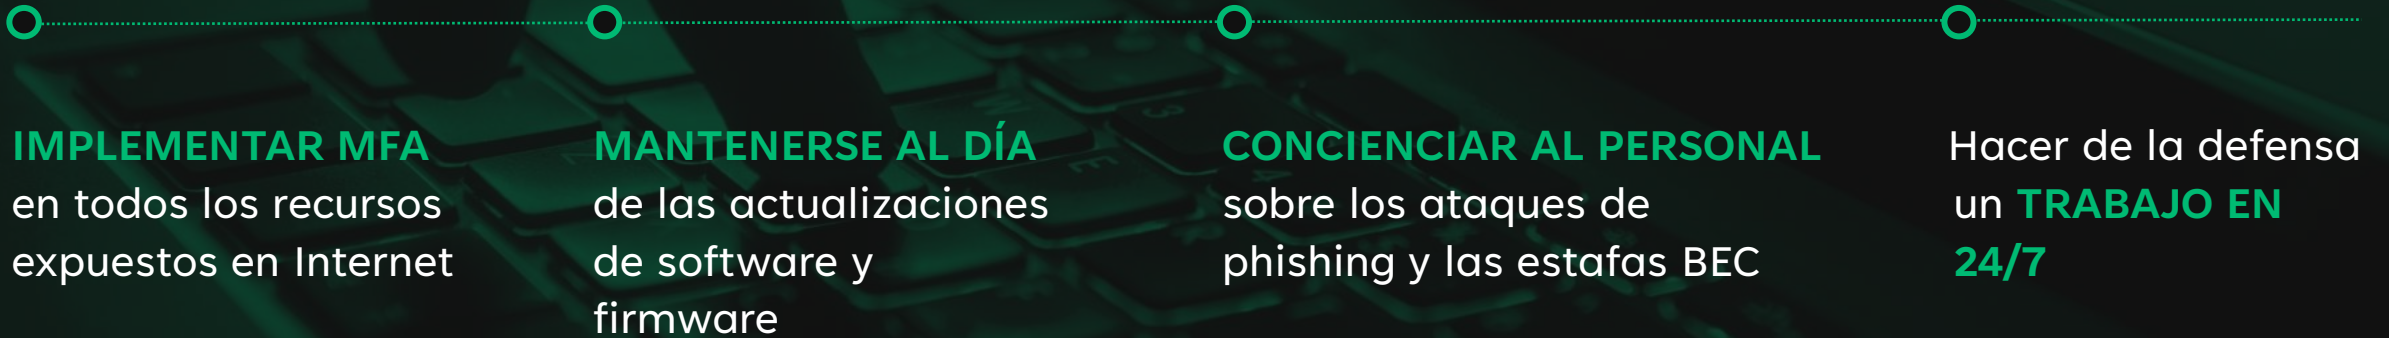 IMPLEMENTAR MFA
en todos los recursos
expuestos en Internet
MANTENERSE AL DÍA
de las actualizaciones
de software y
firmware
CONCIENCIAR AL PERSONAL
sobre los ataques de
phishing y las estafas BEC
Hacer de la defensa
un TRABAJO EN
24/7